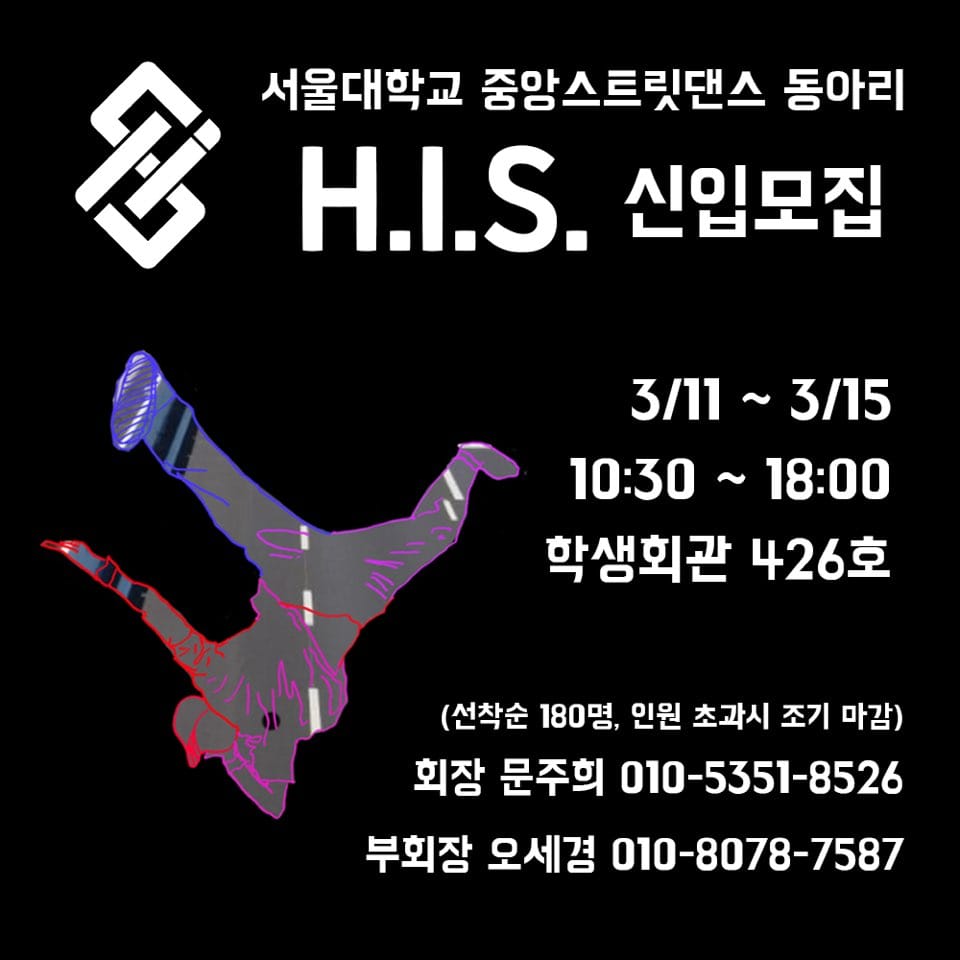 서울대학교 중앙스트릿댄스 동아리
H.I.S. 신입모집
3/11 ~ 3/15
10:30 ~ 18:00
학생회관 426호
(선착순 180명, 인원 초과시 조기 마감)
회장 문주희 010-5351-8526
부회장 오세경 010-8078-7587